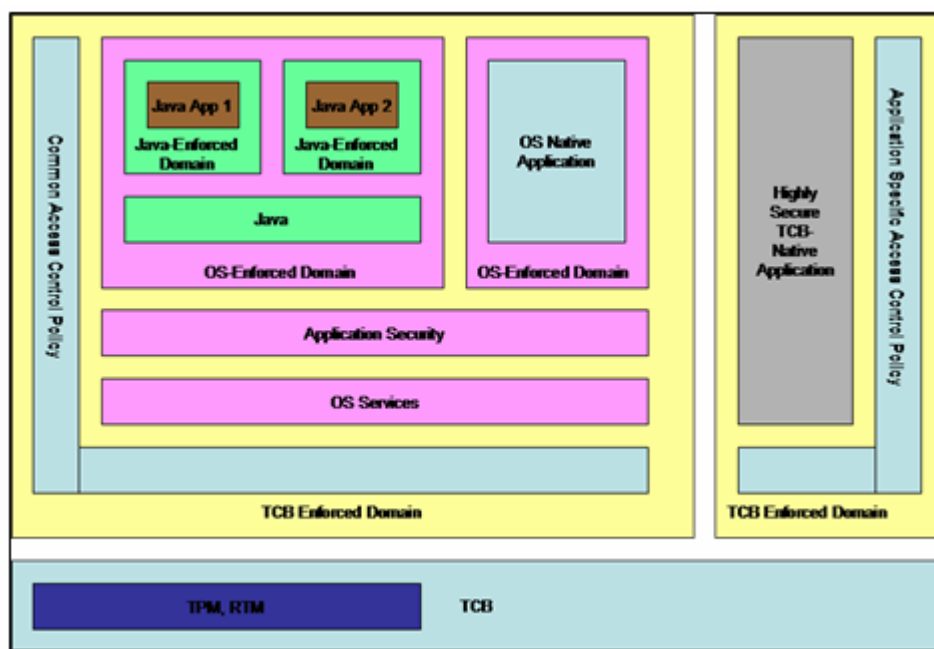 Common Access Control Policy
Java App 1
Java-Enforced
Domain
Java App 2
Java-Enforced
Domain
Java
OS-Enforced Domain
OS Native
Application
OS-Enforced Domain
Application Security
OS Services
TCB Enforced Domain
Highly
Secure
TCB-
Native
Application
Application Specific Access Control Policy
TCB Enforced Domain
TPM, RTM
TCB